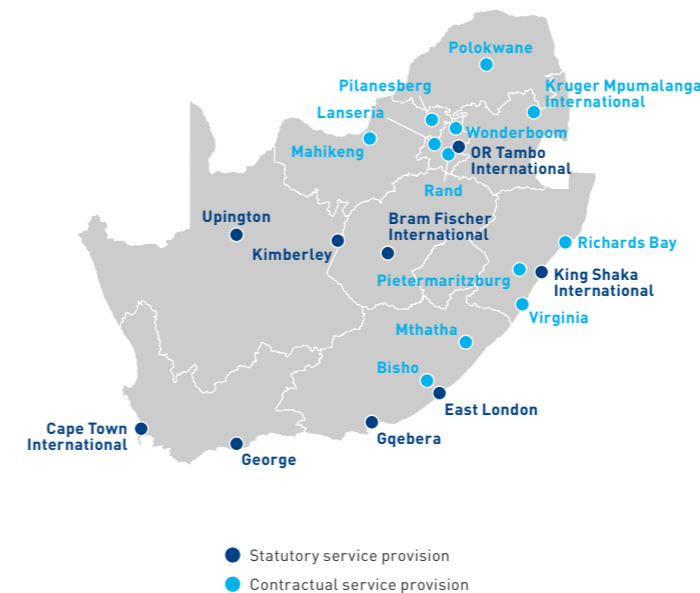 Polokwane
Pilanesberg
Kruger Mpumalanga
International
Lanseria
Wonderboom
Mahikeng
OR Tambo
International
Rand
Upington
Bram Fischer
International
Kimberley
Richards Bay
Pietermaritzburg
King Shaka
International
Virginia
Mthatha
Bisho
East London
Cape Town
International
Gqebera
George
Statutory service provision
Contractual service provision